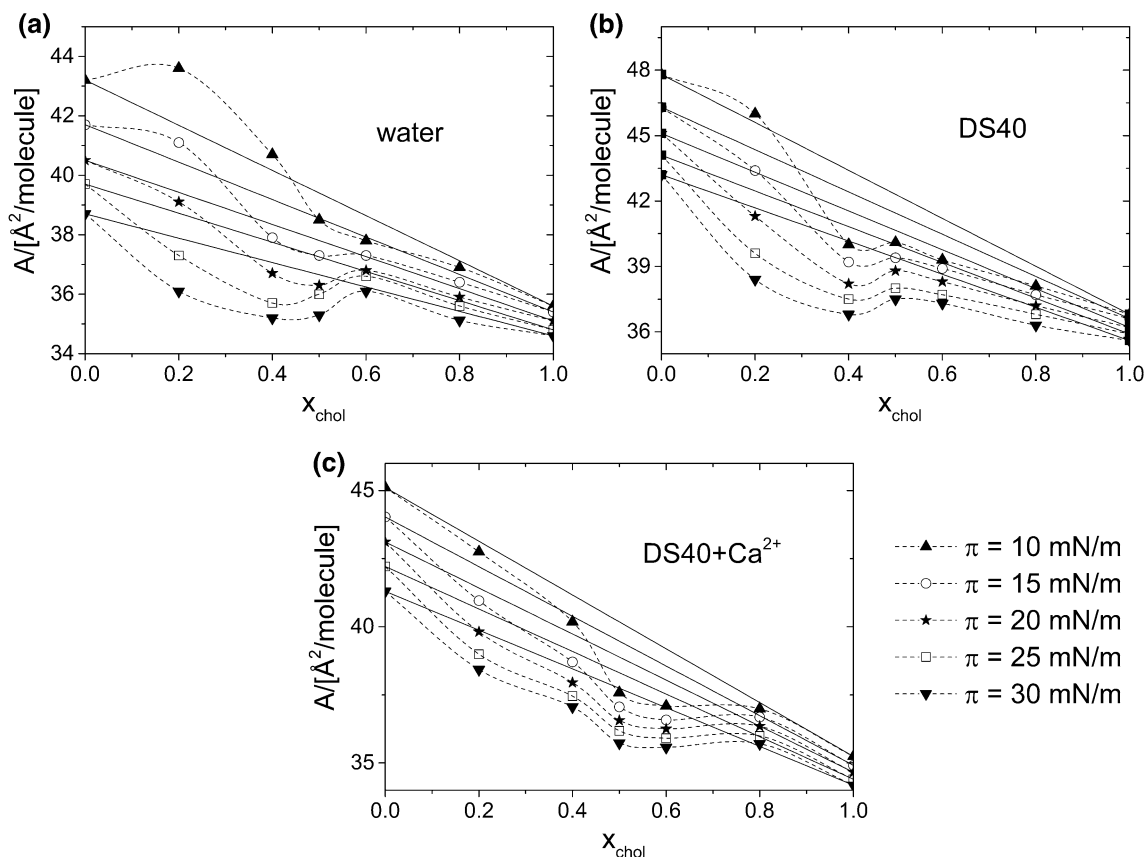 (a)
A/[Å²/molecule]
44
42
40
38
36
34
water
0.0 0.2 0.4 0.6 0.8 1.0
x_chol
(b)
A/[Å²/molecule]
48
45
42
39
36
DS40
0.0 0.2 0.4 0.6 0.8 1.0
x_chol
(c)
A/[Å²/molecule]
45
40
35
DS40+Ca²⁺
0.0 0.2 0.4 0.6 0.8 1.0
x_chol
π = 10 mN/m
π = 15 mN/m
π = 20 mN/m
π = 25 mN/m
π = 30 mN/m